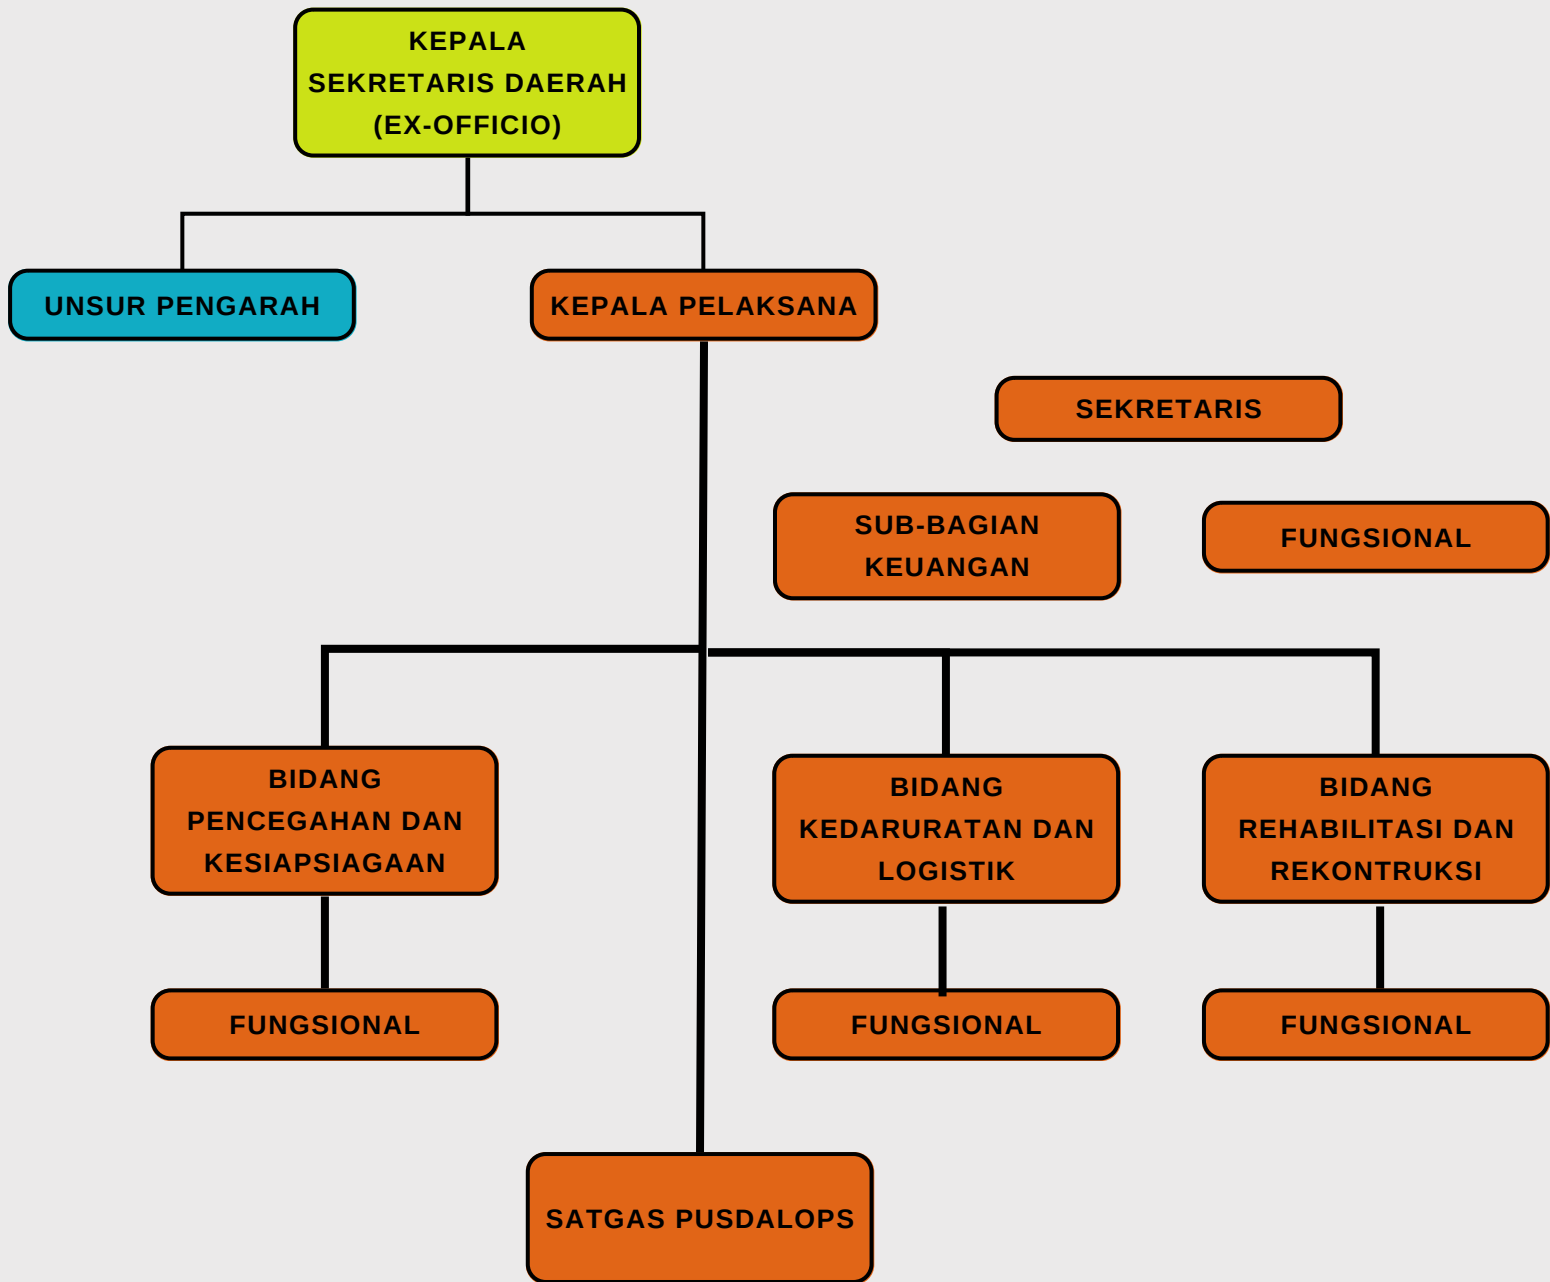 KEPALA
SEKRETARIS DAERAH
(EX-OFFICIO)
UNSUR PENGARAH
KEPALA PELAKSANA
SEKRETARIS
SUB-BAGIAN
KEUANGAN
FUNGSIONAL
BIDANG
PENCEGAHAN DAN
KESIAPSIAGAAN
BIDANG
KEDARURATAN DAN
LOGISTIK
BIDANG
REHABILITASI DAN
REKONTRUKSI
FUNGSIONAL
FUNGSIONAL
FUNGSIONAL
SATGAS PUSDALOPS